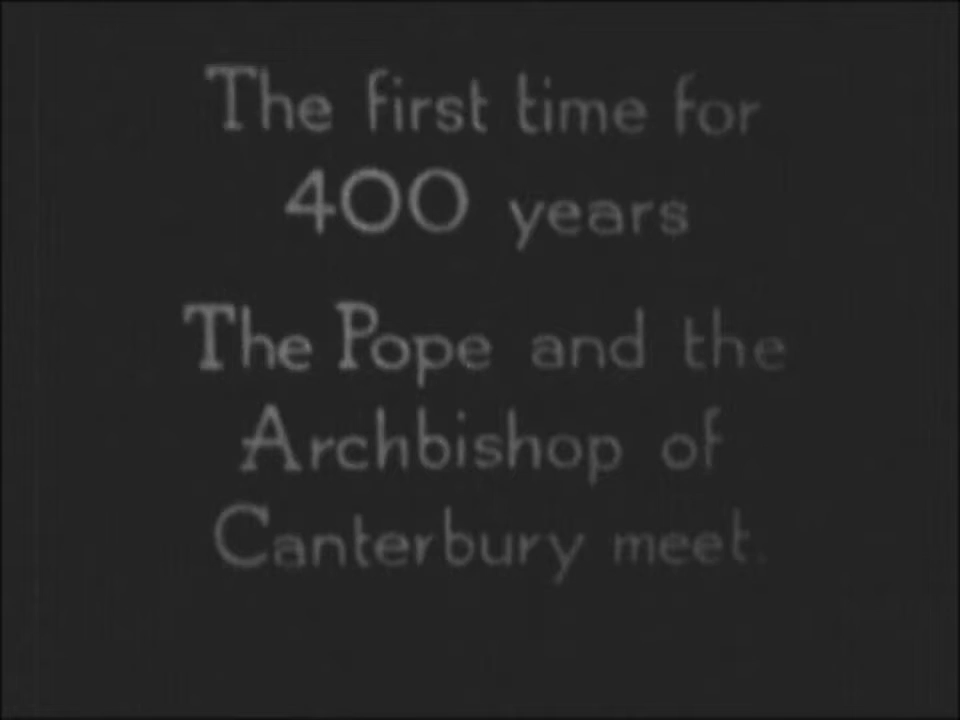 The first time for
400 years
The Pope and the
Archbishop of
Canterbury meet.